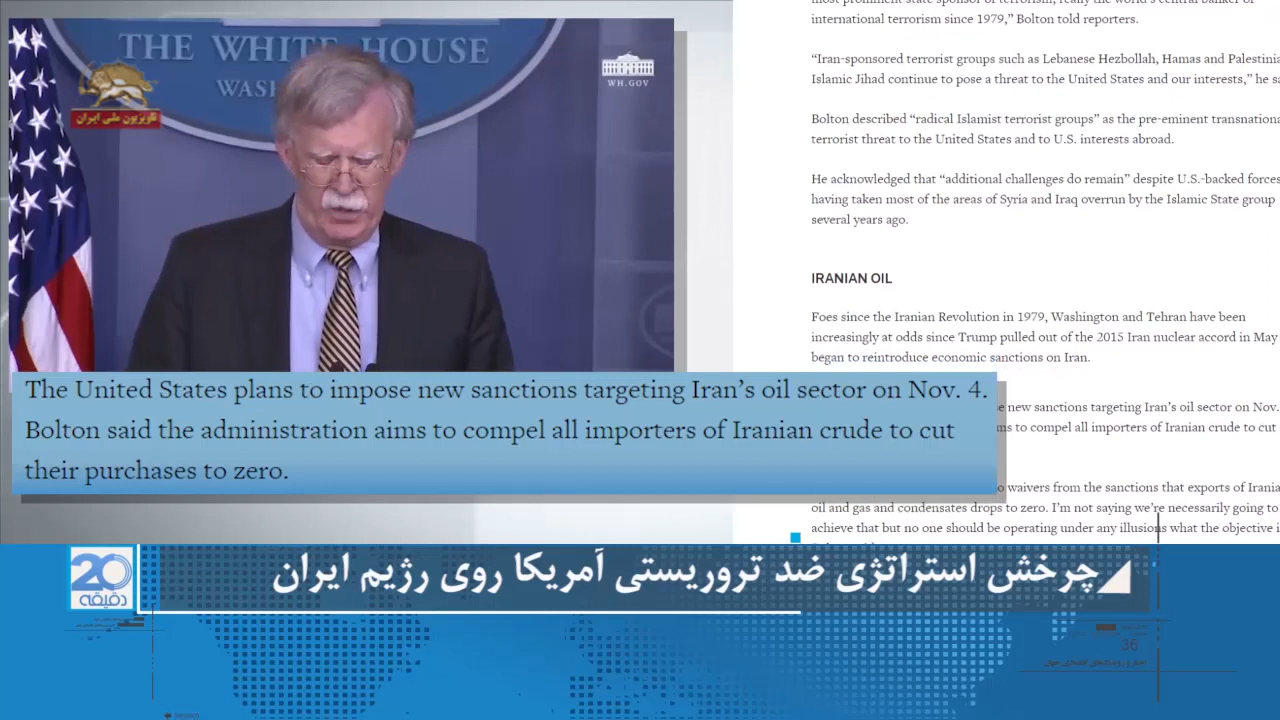 THE WHITE HOUSE
WASH
WH.GOV
تلویزیون ملی ایران
international terrorism since 1979,” Bolton told reporters.
“Iran-sponsored terrorist groups such as Lebanese Hezbollah, Hamas and Palestinia
Islamic Jihad continue to pose a threat to the United States and our interests,” he sa
Bolton described “radical Islamist terrorist groups” as the pre-eminent transnationa
terrorist threat to the United States and to U.S. interests abroad.
He acknowledged that “additional challenges do remain” despite U.S.-backed forces
having taken most of the areas of Syria and Iraq overrun by the Islamic State group
several years ago.
IRANIAN OIL
Foes since the Iranian Revolution in 1979, Washington and Tehran have been
increasingly at odds since Trump pulled out of the 2015 Iran nuclear accord in May
began to reintroduce economic sanctions on Iran.
e new sanctions targeting Iran’s oil sector on Nov.
ms to compel all importers of Iranian crude to cut
The United States plans to impose new sanctions targeting Iran’s oil sector on Nov. 4.
Bolton said the administration aims to compel all importers of Iranian crude to cut
their purchases to zero.
o waivers from the sanctions that exports of Irania
oil and gas and condensates drops to zero. I’m not saying we’re necessarily going to
achieve that but no one should be operating under any illusions what the objective i
چرخش استراتژی ضد تروریستی آمریکا روی رژیم ایران
20
دقیقه
36